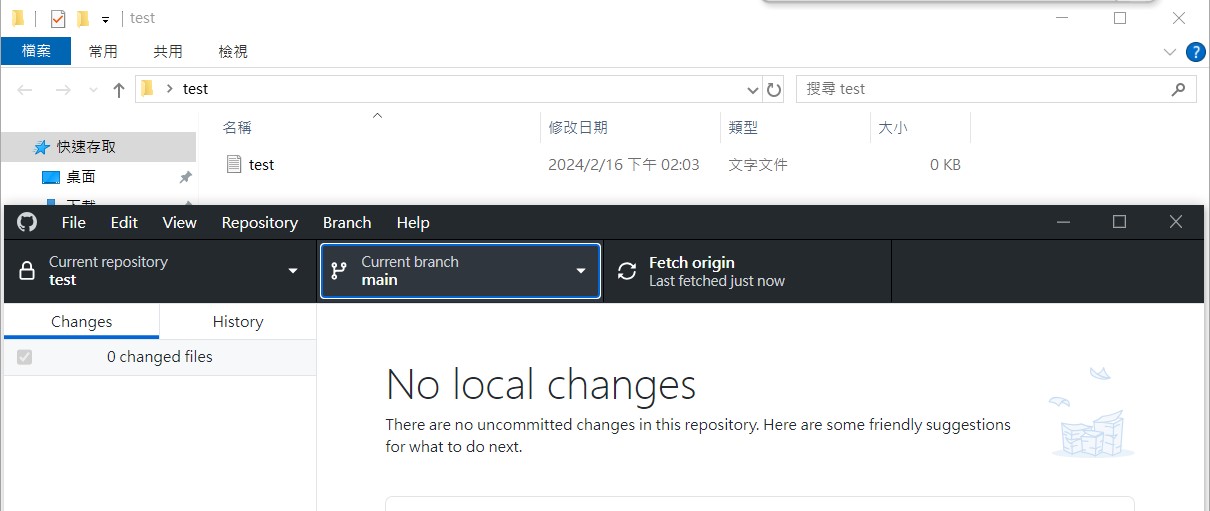 test
檔案 常用 共用 檢視
test 搜尋 test
名稱 修改日期 類型 大小
快速存取
test 2024/2/16 下午 02:03 文字文件 0 KB
桌面
下載
File Edit View Repository Branch Help
Current repository
test
Current branch
main
Fetch origin
Last fetched just now
Changes History
0 changed files
No local changes
There are no uncommitted changes in this repository. Here are some friendly suggestions
for what to do next.